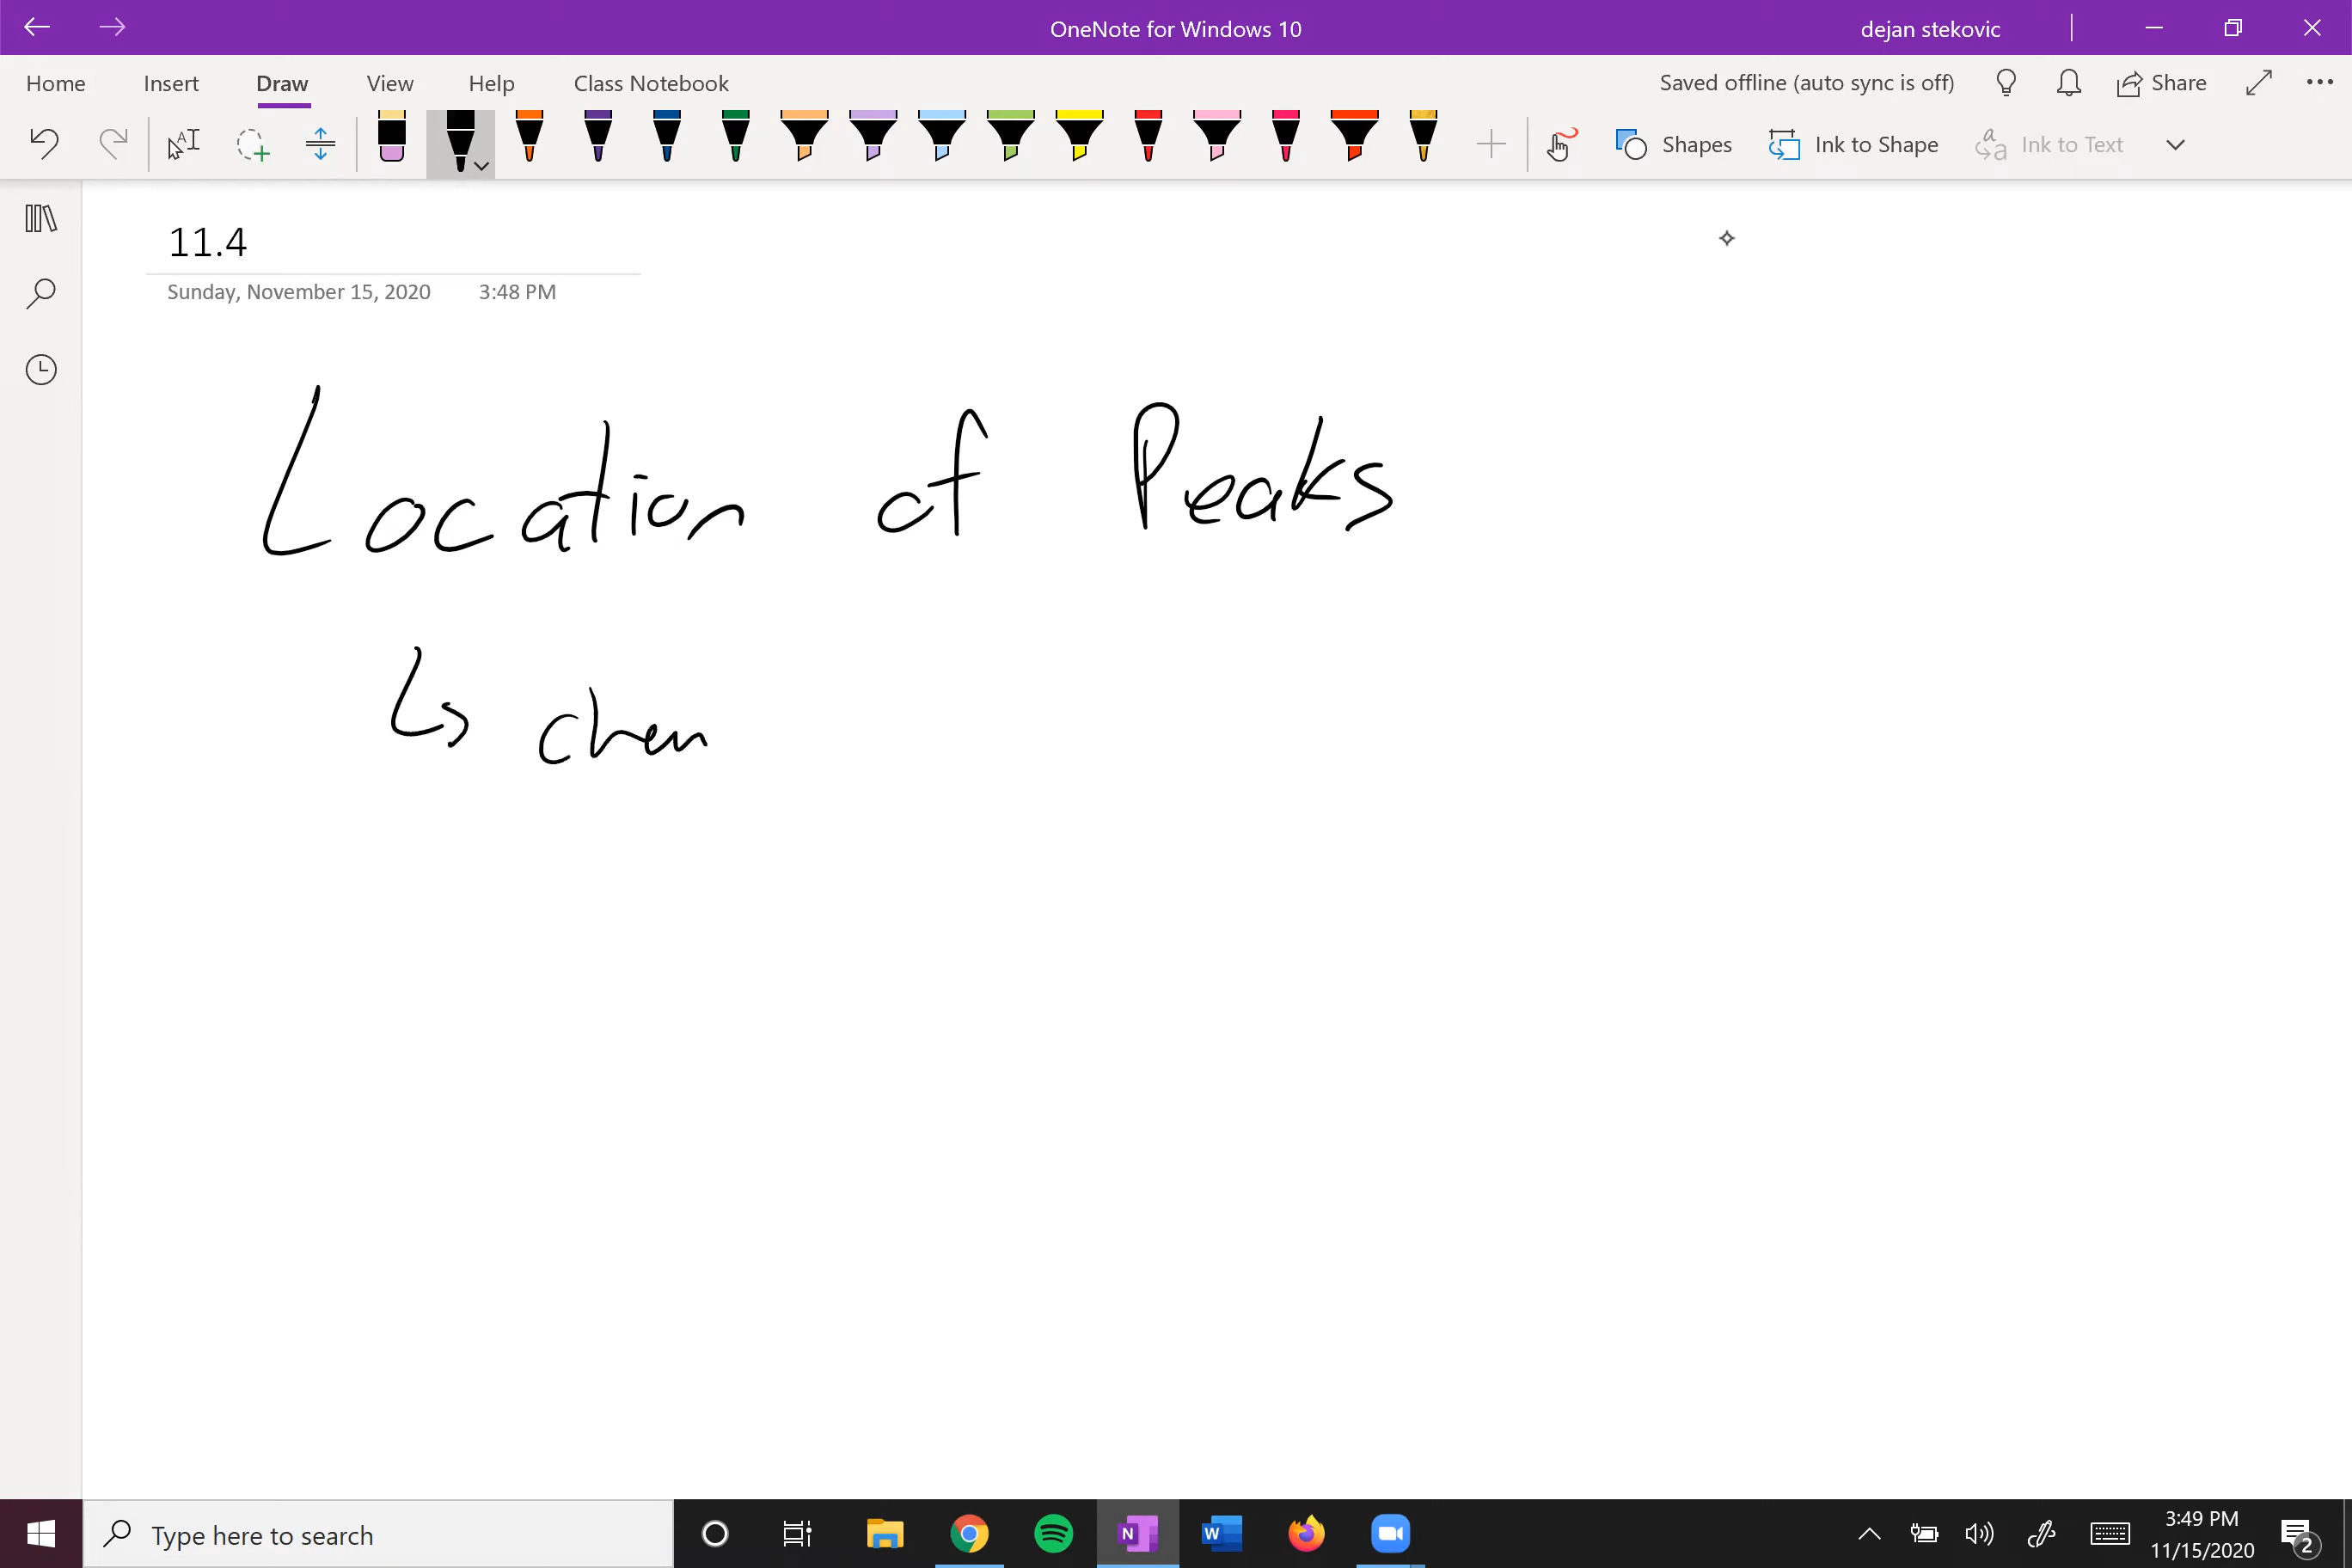 OneNote for Windows 10
dejan stekovic
Home Insert Draw View Help Class Notebook
Saved offline (auto sync is off) Share
Shapes Ink to Shape Ink to Text
11.4
Sunday, November 15, 2020 3:48 PM
Location of Peaks
↳ chem
Type here to search
3:49 PM
11/15/2020
2